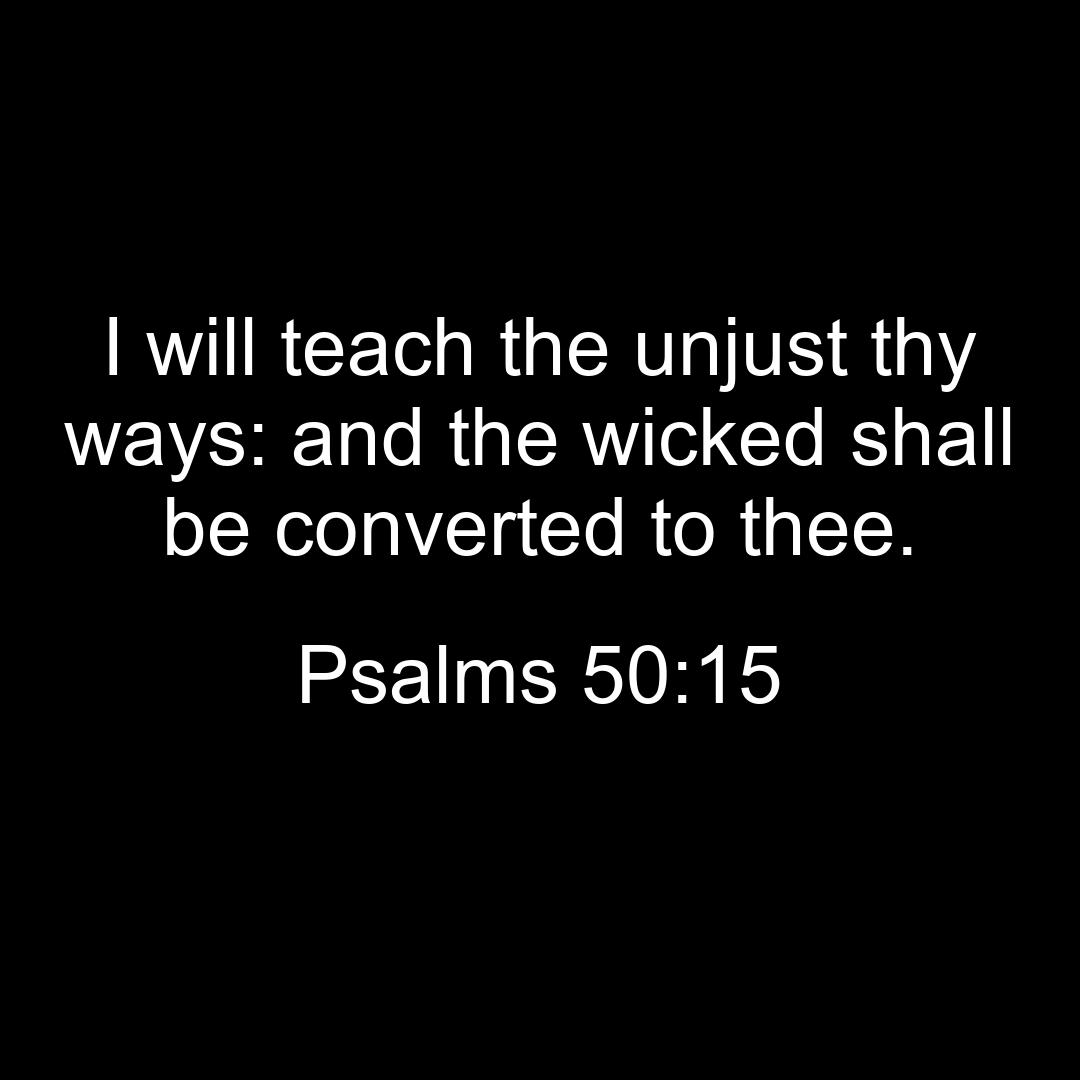 I will teach the unjust thy
ways: and the wicked shall
be converted to thee.
Psalms 50:15